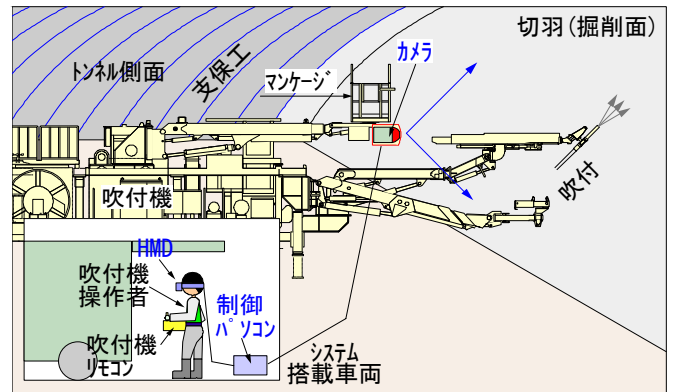 切羽(掘削面)
トンネル側面
支保工
マンケージ
カメラ
吹付
吹付機
HMD
吹付機
操作者
制御
パソコン
吹付機
リモコン
システム
搭載車両